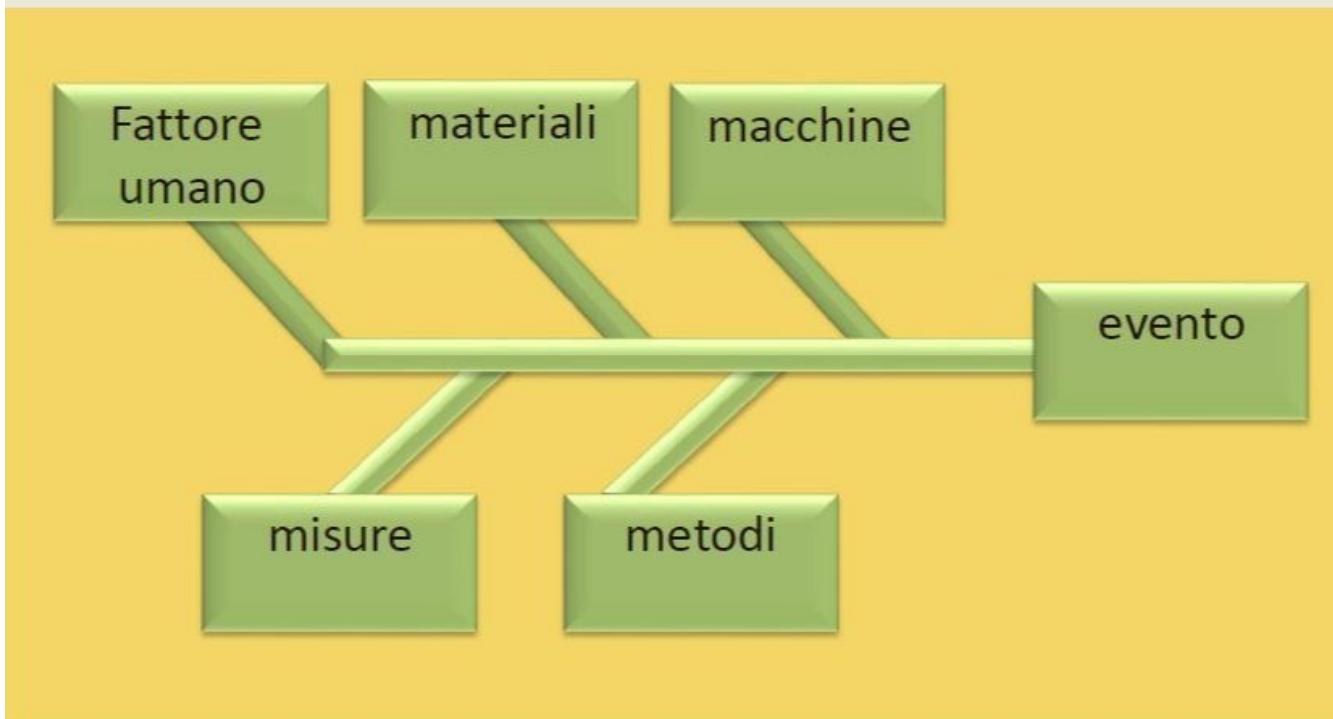 Fattore
umano
materiali
macchine
evento
misure
metodi